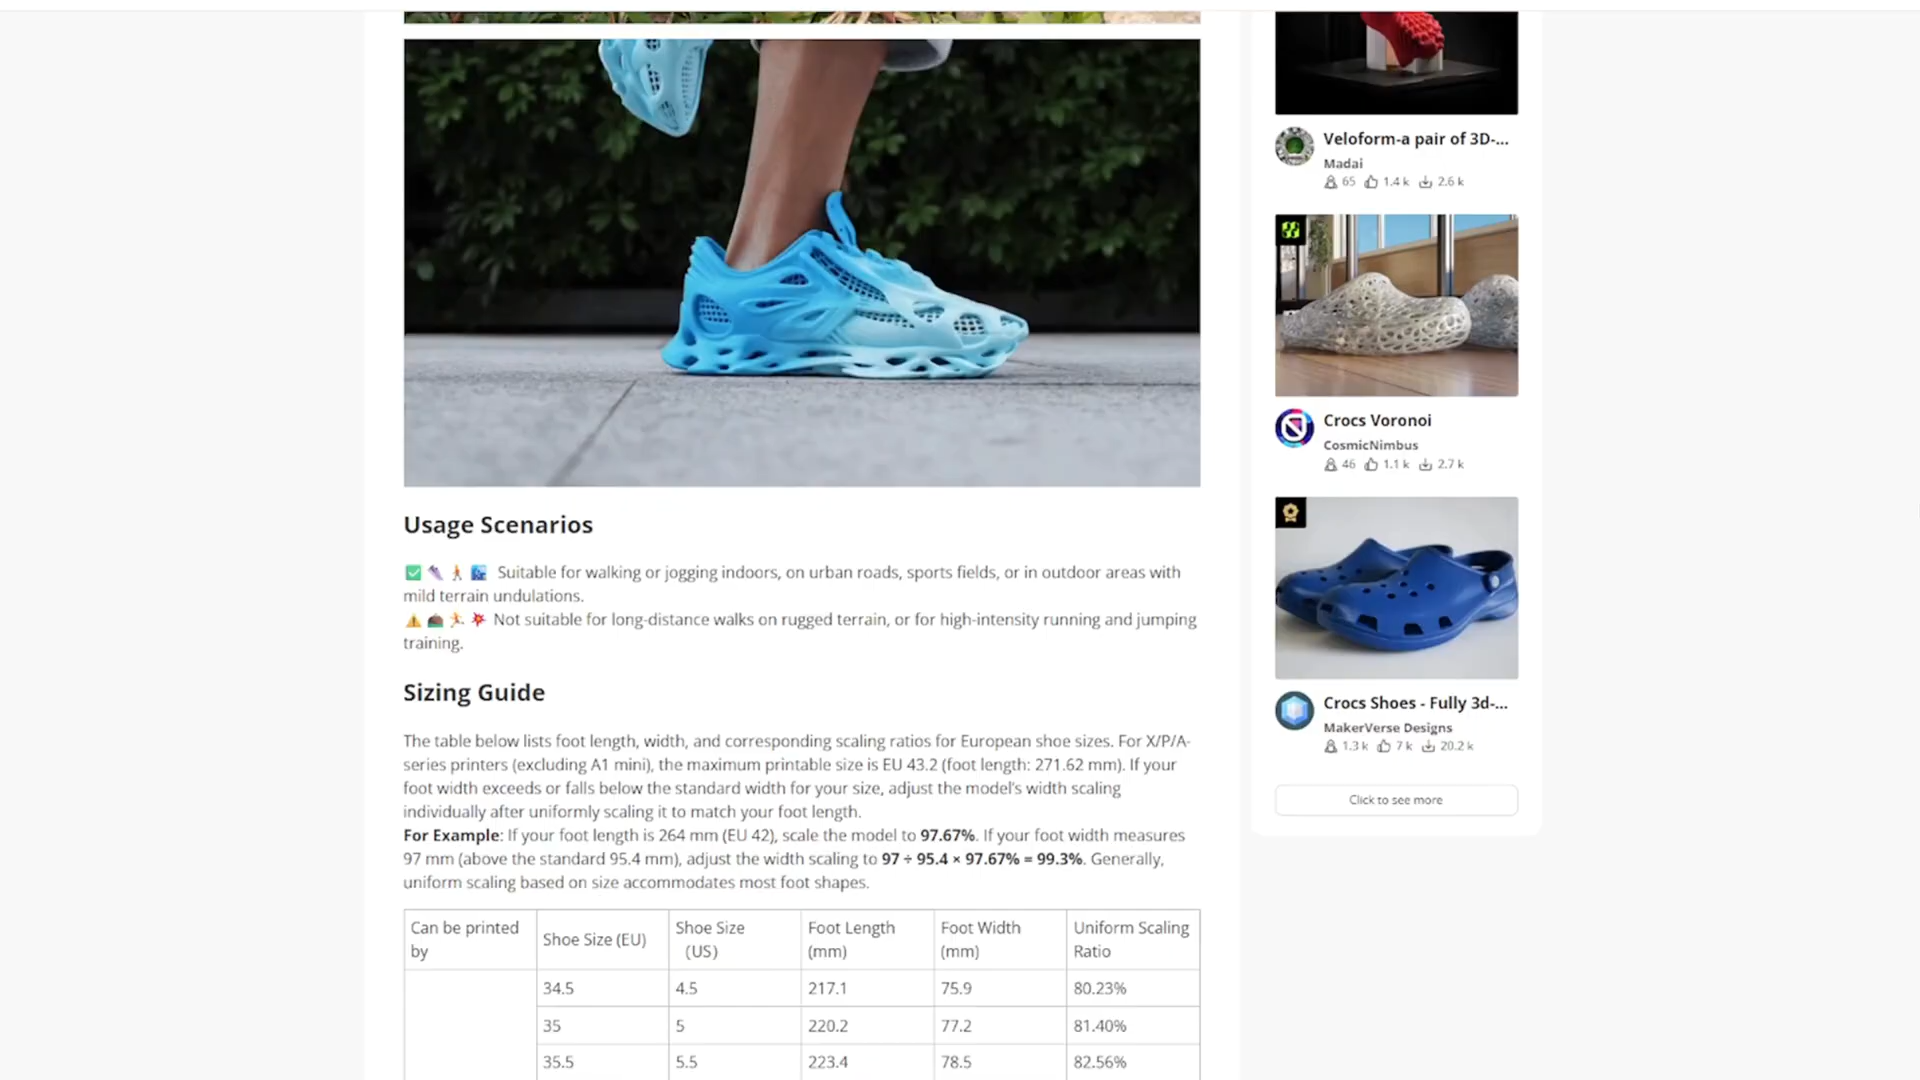 Usage Scenarios
Suitable for walking or jogging indoors, on urban roads, sports fields, or in outdoor areas with
mild terrain undulations.
Not suitable for long-distance walks on rugged terrain, or for high-intensity running and jumping
training.
Sizing Guide
The table below lists foot length, width, and corresponding scaling ratios for European shoe sizes. For X/P/A-
series printers (excluding A1 mini), the maximum printable size is EU 43.2 (foot length: 271.62 mm). If your
foot width exceeds or falls below the standard width for your size, adjust the model's width scaling
individually after uniformly scaling it to match your foot length.
For Example: If your foot length is 264 mm (EU 42), scale the model to 97.67%. If your foot width measures
97 mm (above the standard 95.4 mm), adjust the width scaling to 97 ÷ 95.4 × 97.67% = 99.3%. Generally,
uniform scaling based on size accommodates most foot shapes.
Can be printed
by
Shoe Size (EU)
Shoe Size
(US)
Foot Length
(mm)
Foot Width
(mm)
Uniform Scaling
Ratio
34.5 4.5 217.1 75.9 80.23%
35 5 220.2 77.2 81.40%
35.5 5.5 223.4 78.5 82.56%
Veloform-a pair of 3D-...
Madai
65 1.4 k 2.6 k
Crocs Voronoi
CosmicNimbus
46 1.1 k 2.7 k
Crocs Shoes - Fully 3d-...
MakerVerse Designs
1.3 k 7 k 20.2 k
Click to see more